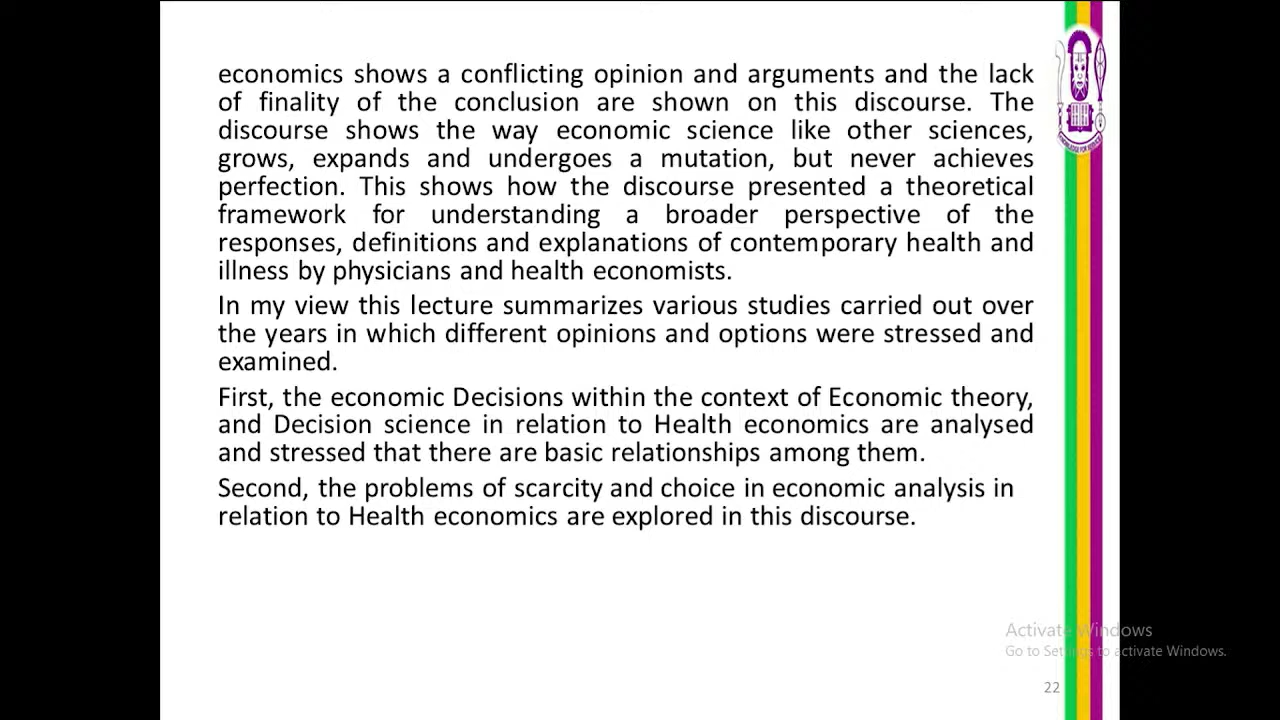 economics shows a conflicting opinion and arguments and the lack
of finality of the conclusion are shown on this discourse. The
discourse shows the way economic science like other sciences,
grows, expands and undergoes a mutation, but never achieves
perfection. This shows how the discourse presented a theoretical
framework for understanding a broader perspective of the
responses, definitions and explanations of contemporary health and
illness by physicians and health economists.
In my view this lecture summarizes various studies carried out over
the years in which different opinions and options were stressed and
examined.
First, the economic Decisions within the context of Economic theory,
and Decision science in relation to Health economics are analysed
and stressed that there are basic relationships among them.
Second, the problems of scarcity and choice in economic analysis in
relation to Health economics are explored in this discourse.
Activate Windows
Go to Settings to activate Windows.
22